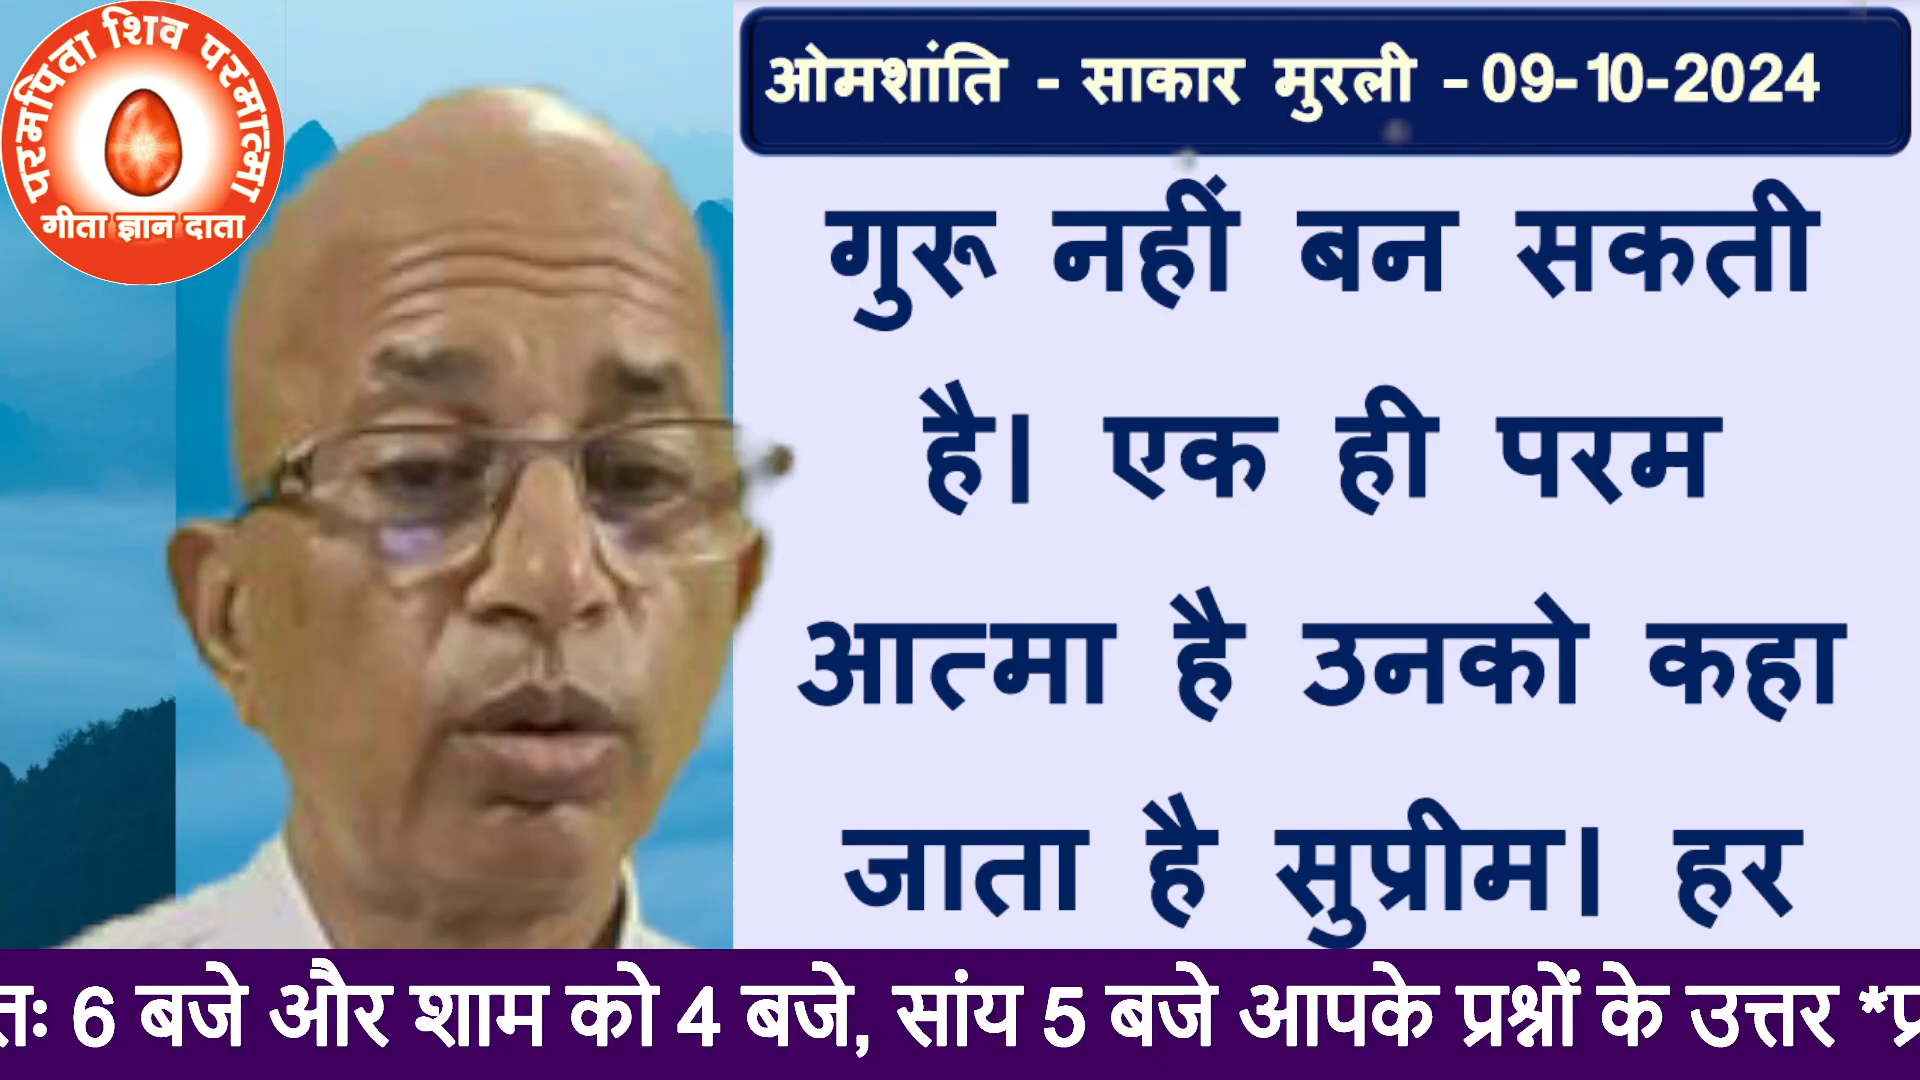 परमपिता शिव परमात्मा
गीता ज्ञान दाता
ओमशांति - साकार मुरली - 09-10-2024
गुरू नहीं बन सकती
है। एक ही परम
आत्मा है उनको कहा
जाता है सुप्रीम। हर
6 बजे और शाम को 4 बजे, सांय 5 बजे आपके प्रश्नों के उत्तर